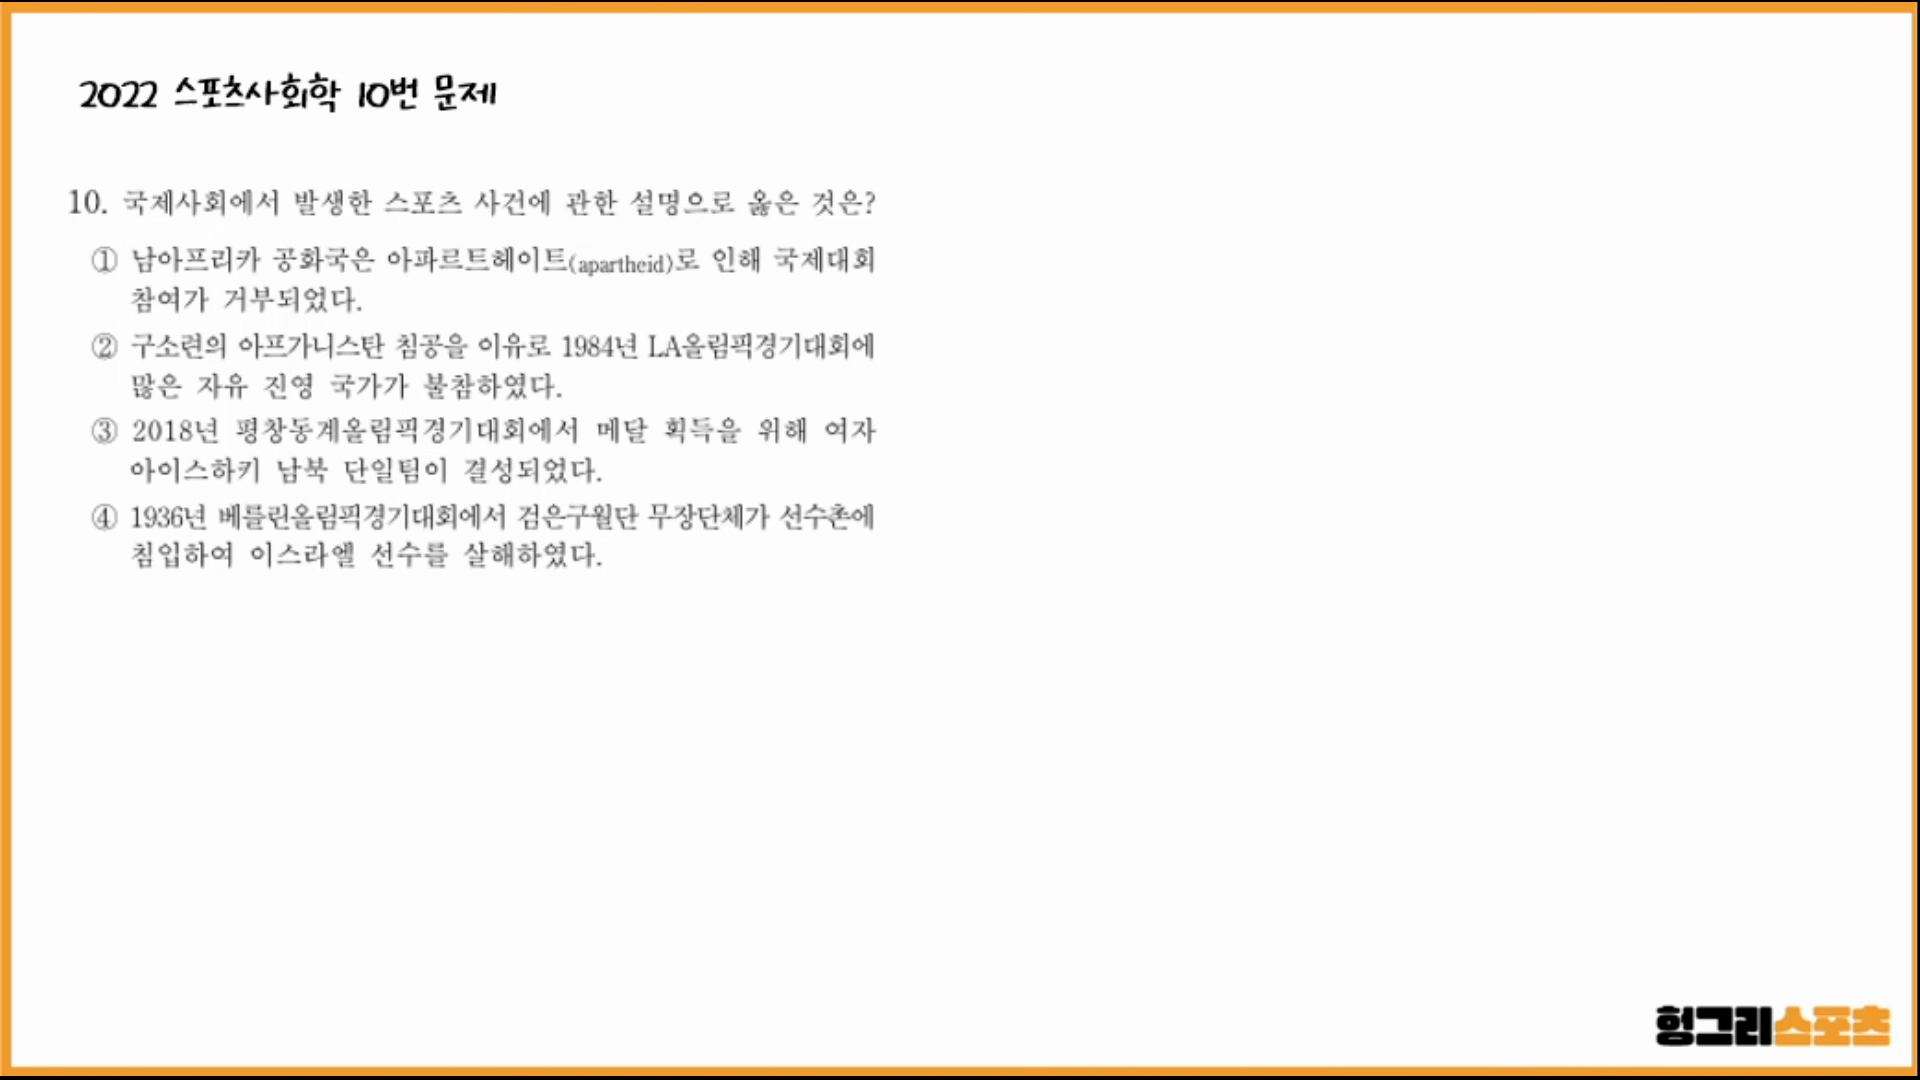 2022 스포츠사회학 10번 문제
10. 국제사회에서 발생한 스포츠 사건에 관한 설명으로 옳은 것은?
① 남아프리카 공화국은 아파르트헤이트(apartheid)로 인해 국제대회
참여가 거부되었다.
② 구소련의 아프가니스탄 침공을 이유로 1984년 LA올림픽경기대회에
많은 자유 진영 국가가 불참하였다.
③ 2018년 평창동계올림픽경기대회에서 메달 획득을 위해 여자
아이스하키 남북 단일팀이 결성되었다.
④ 1936년 베를린올림픽경기대회에서 검은구월단 무장단체가 선수촌에
침입하여 이스라엘 선수를 살해하였다.
헝그리스포츠